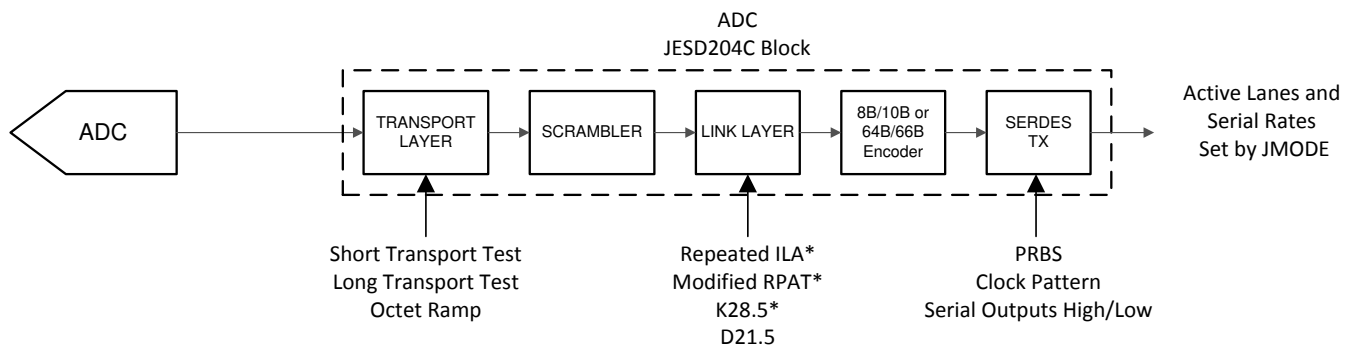 ADC
JESD204C Block
ADC
TRANSPORT
LAYER
SCRAMBLER
LINK LAYER
8B/10B or
64B/66B
Encoder
SERDES
TX
Active Lanes and
Serial Rates
Set by JMODE
Short Transport Test
Long Transport Test
Octet Ramp
Repeated ILA*
Modified RPAT*
K28.5*
D21.5
PRBS
Clock Pattern
Serial Outputs High/Low